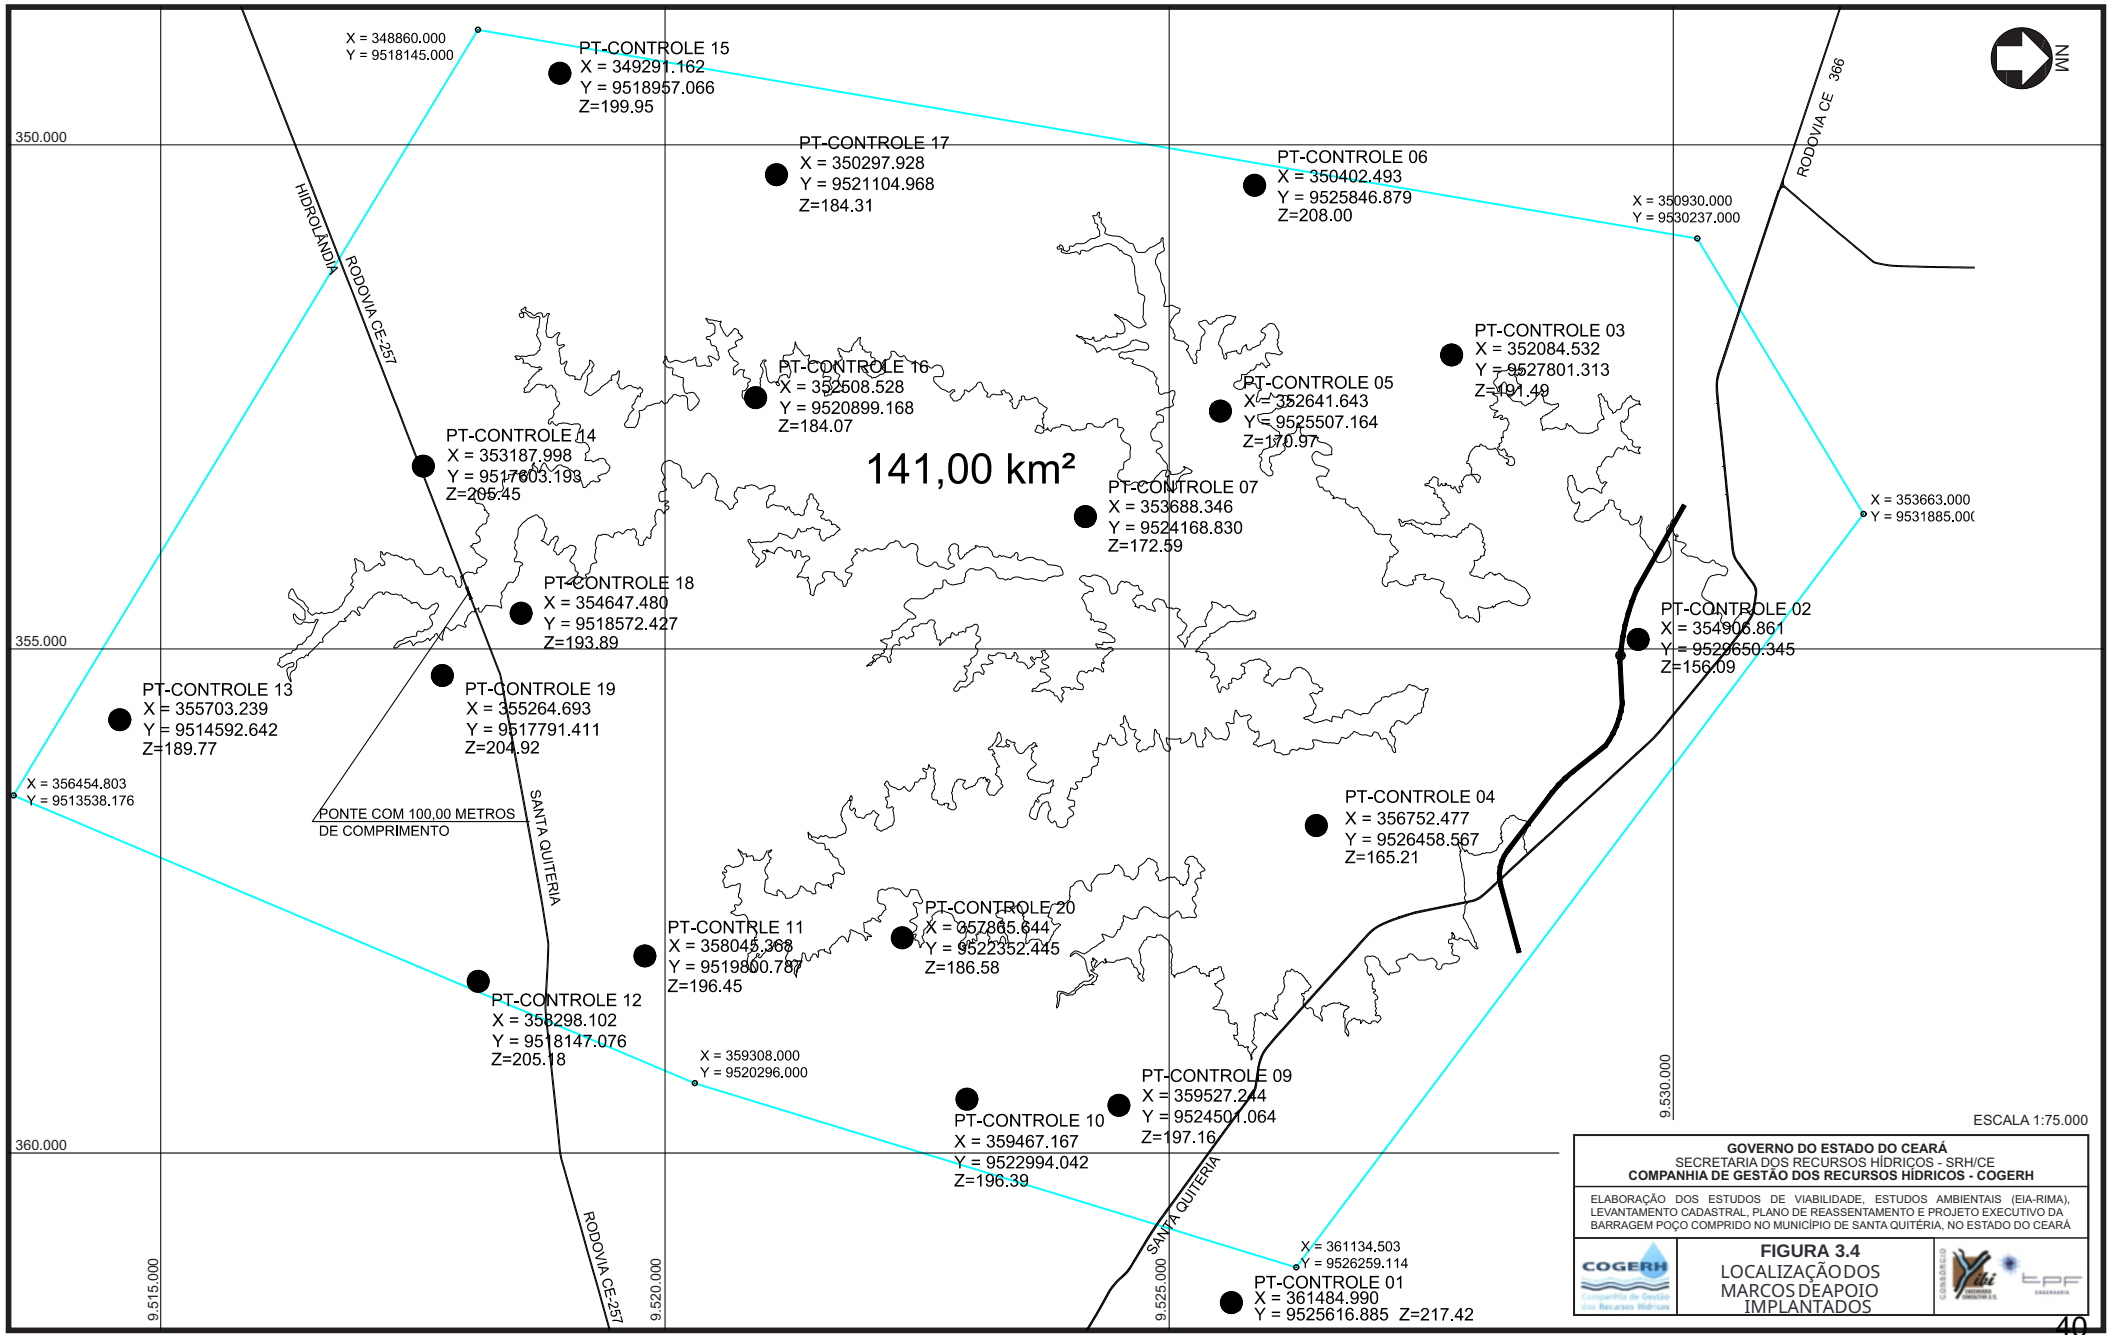 X = 348860.000
Y = 9518145.000
PT-CONTROLE 15
X = 349291.162
Y = 9518957.066
Z=199.95
NM
RODOVIA CE 366
350.000
PT-CONTROLE 17
X = 350297.928
Y = 9521104.968
Z=184.31
PT-CONTROLE 06
X = 350402.493
Y = 9525846.879
Z=208.00
X = 350930.000
Y = 9530237.000
HIDROLÂNDIA
RODOVIA CE-257
PT-CONTROLE 03
X = 352084.532
Y = 9527801.313
Z=191.49
PT-CONTROLE 16
X = 352508.528
Y = 9520899.168
Z=184.07
PT-CONTROLE 05
X = 352641.643
Y = 9525507.164
Z=170.97
PT-CONTROLE 14
X = 353187.998
Y = 9517603.193
Z=205.45
141,00 km²
PT-CONTROLE 07
X = 353688.346
Y = 9524168.830
Z=172.59
X = 353663.000
Y = 9531885.00
PT-CONTROLE 18
X = 354647.480
Y = 9518572.427
Z=193.89
PT-CONTROLE 02
X = 354906.861
Y = 9529650.345
Z=156.09
355.000
PT-CONTROLE 13
X = 355703.239
Y = 9514592.642
Z=189.77
PT-CONTROLE 19
X = 355264.693
Y = 9517791.411
Z=204.92
X = 356454.803
Y = 9513538.176
PONTE COM 100,00 METROS
DE COMPRIMENTO
SANTA QUITERIA
PT-CONTROLE 04
X = 356752.477
Y = 9526458.567
Z=165.21
PT-CONTROLE 20
X = 357865.644
Y = 9522352.445
Z=186.58
PT-CONTRLE 11
X = 358045.368
Y = 9519800.787
Z=196.45
PT-CONTROLE 12
X = 358298.102
Y = 9518147.076
Z=205.18
X = 359308.000
Y = 9520296.000
PT-CONTROLE 09
X = 359527.244
Y = 9524501.064
Z=197.16
PT-CONTROLE 10
X = 359467.167
Y = 9522994.042
Z=196.39
360.000
SANTA QUITERIA
RODOVIA CE-257
X = 361134.503
Y = 9526259.114
PT-CONTROLE 01
X = 361484.990
Y = 9525616.885 Z=217.42
9.515.000
9.520.000
9.525.000
9.530.000
ESCALA 1:75.000
GOVERNO DO ESTADO DO CEARÁ
SECRETARIA DOS RECURSOS HÍDRICOS - SRH/CE
COMPANHIA DE GESTÃO DOS RECURSOS HÍDRICOS - COGERH
ELABORAÇÃO DOS ESTUDOS DE VIABILIDADE, ESTUDOS AMBIENTAIS (EIA-RIMA),
LEVANTAMENTO CADASTRAL, PLANO DE REASSENTAMENTO E PROJETO EXECUTIVO DA
BARRAGEM POÇO COMPRIDO NO MUNICÍPIO DE SANTA QUITÉRIA, NO ESTADO DO CEARÁ
COGERH
Companhia de Gestão
dos Recursos Hídricos
FIGURA 3.4
LOCALIZAÇÃODOS
MARCOS DEAPOIO
IMPLANTADOS
CONSÓRCIO
Yibi
tpf
ENGENHARIA
40